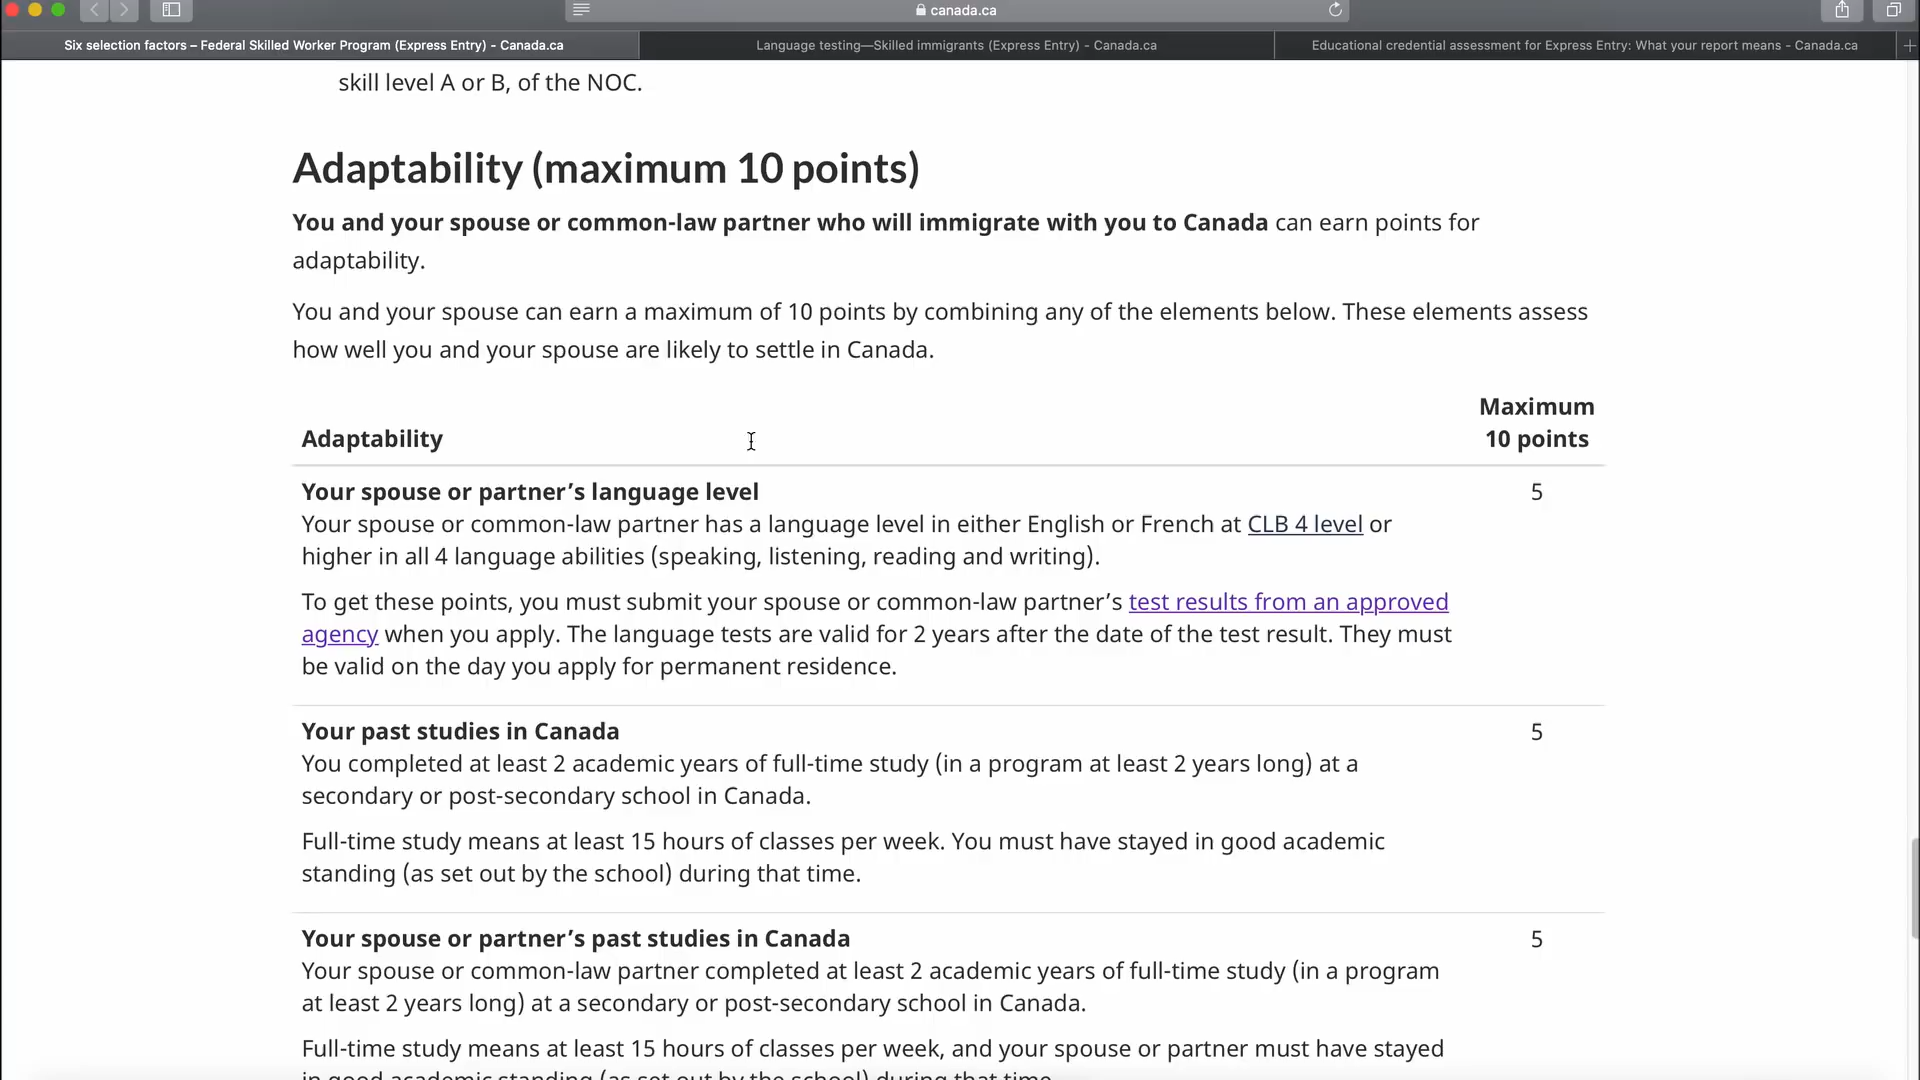 canada.ca
Six selection factors – Federal Skilled Worker Program (Express Entry) - Canada.ca
Language testing—Skilled immigrants (Express Entry) - Canada.ca
Educational credential assessment for Express Entry: What your report means - Canada.ca
skill level A or B, of the NOC.
Adaptability (maximum 10 points)
You and your spouse or common-law partner who will immigrate with you to Canada can earn points for
adaptability.
You and your spouse can earn a maximum of 10 points by combining any of the elements below. These elements assess
how well you and your spouse are likely to settle in Canada.
Maximum
Adaptability 10 points
Your spouse or partner’s language level 5
Your spouse or common-law partner has a language level in either English or French at CLB 4 level or
higher in all 4 language abilities (speaking, listening, reading and writing).
To get these points, you must submit your spouse or common-law partner’s test results from an approved
agency when you apply. The language tests are valid for 2 years after the date of the test result. They must
be valid on the day you apply for permanent residence.
Your past studies in Canada 5
You completed at least 2 academic years of full-time study (in a program at least 2 years long) at a
secondary or post-secondary school in Canada.
Full-time study means at least 15 hours of classes per week. You must have stayed in good academic
standing (as set out by the school) during that time.
Your spouse or partner’s past studies in Canada 5
Your spouse or common-law partner completed at least 2 academic years of full-time study (in a program
at least 2 years long) at a secondary or post-secondary school in Canada.
Full-time study means at least 15 hours of classes per week, and your spouse or partner must have stayed
in good academic standing (as set out by the school) during that time.